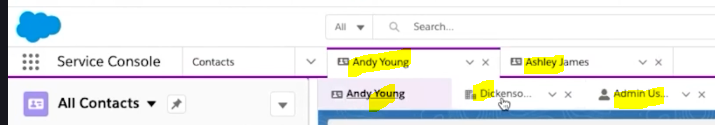 All Search...
Service Console Contacts Andy Young Ashley James
All Contacts Andy Young Dickenso... Admin Us...